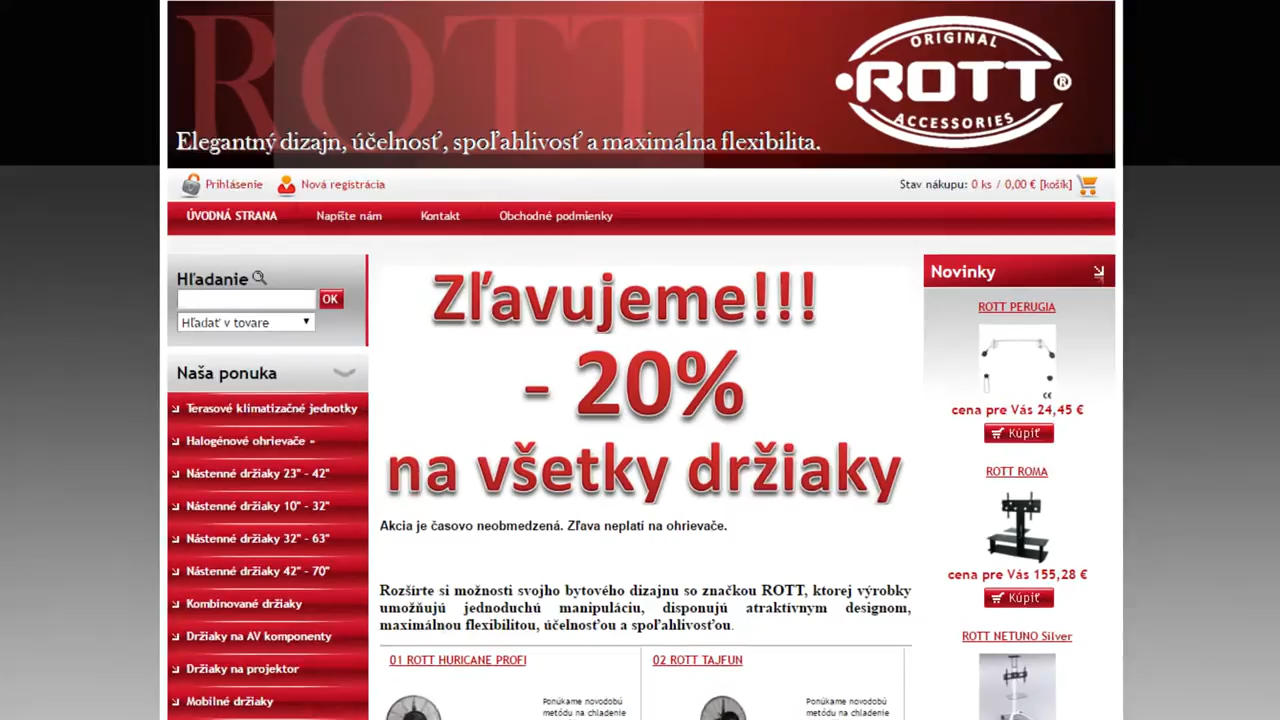 ROTT
ORIGINAL
ROTT®
ACCESSORIES
Elegantný dizajn, účelnosť, spoľahlivosť a maximálna flexibilita.
Prihlásenie
Nová registrácia
Stav nákupu: 0 ks / 0,00 € [košík]
ÚVODNÁ STRANA
Napíšte nám
Kontakt
Obchodné podmienky
Hľadanie
OK
Hľadať v tovare
Naša ponuka
Terasové klimatizačné jednotky
Halogénové ohrievače »
Nástenné držiaky 23" - 42"
Nástenné držiaky 10" - 32"
Nástenné držiaky 32" - 63"
Nástenné držiaky 42" - 70"
Kombinované držiaky
Držiaky na AV komponenty
Držiaky na projektor
Mobilné držiaky
Zľavujeme!!!
- 20%
na všetky držiaky
Akcia je časovo neobmedzená. Zľava neplatí na ohrievače.
Rozšírte si možnosti svojho bytového dizajnu so značkou ROTT, ktorej výrobky
umožňujú jednoduchú manipuláciu, disponujú atraktívnym designom,
maximálnou flexibilitou, účelnosťou a spoľahlivosťou.
01 ROTT HURICANE PROFI
Ponúkame novodobú
metódu na chladenie
02 ROTT TAJFUN
Ponúkame novodobú
metódu na chladenie
Novinky
ROTT PERUGIA
CE
cena pre Vás 24,45 €
Kúpiť
ROTT ROMA
cena pre Vás 155,28 €
Kúpiť
ROTT NETUNO Silver